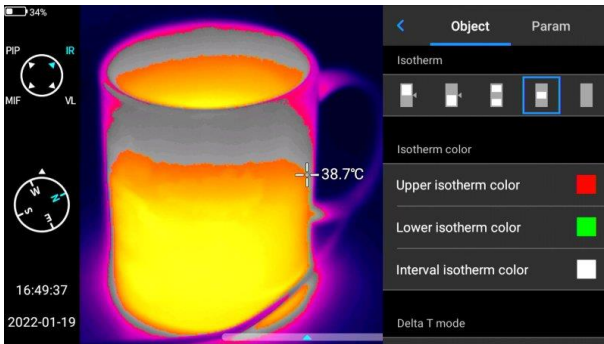 34%
PIP IR
MIF VL
W N
S E
16:49:37
2022-01-19
38.7℃
Object Param
Isotherm
Isotherm color
Upper isotherm color
Lower isotherm color
Interval isotherm color
Delta T mode